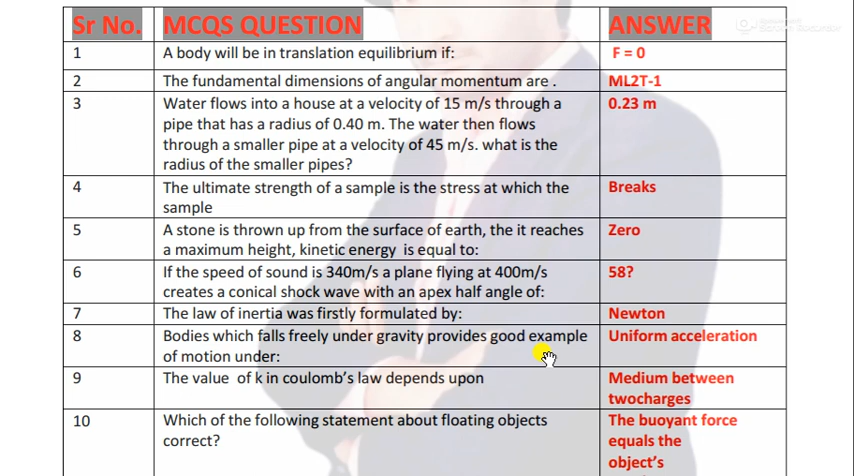 Sr No. MCQS QUESTION ANSWER
1 A body will be in translation equilibrium if: F = 0
2 The fundamental dimensions of angular momentum are . ML2T-1
3 Water flows into a house at a velocity of 15 m/s through a 0.23 m
pipe that has a radius of 0.40 m. The water then flows
through a smaller pipe at a velocity of 45 m/s. what is the
radius of the smaller pipes?
4 The ultimate strength of a sample is the stress at which the Breaks
sample
5 A stone is thrown up from the surface of earth, the it reaches Zero
a maximum height, kinetic energy is equal to:
6 If the speed of sound is 340m/s a plane flying at 400m/s 58?
creates a conical shock wave with an apex half angle of:
7 The law of inertia was firstly formulated by: Newton
8 Bodies which falls freely under gravity provides good example Uniform acceleration
of motion under:
9 The value of k in coulomb's law depends upon Medium between
twocharges
10 Which of the following statement about floating objects The buoyant force
correct? equals the
object's